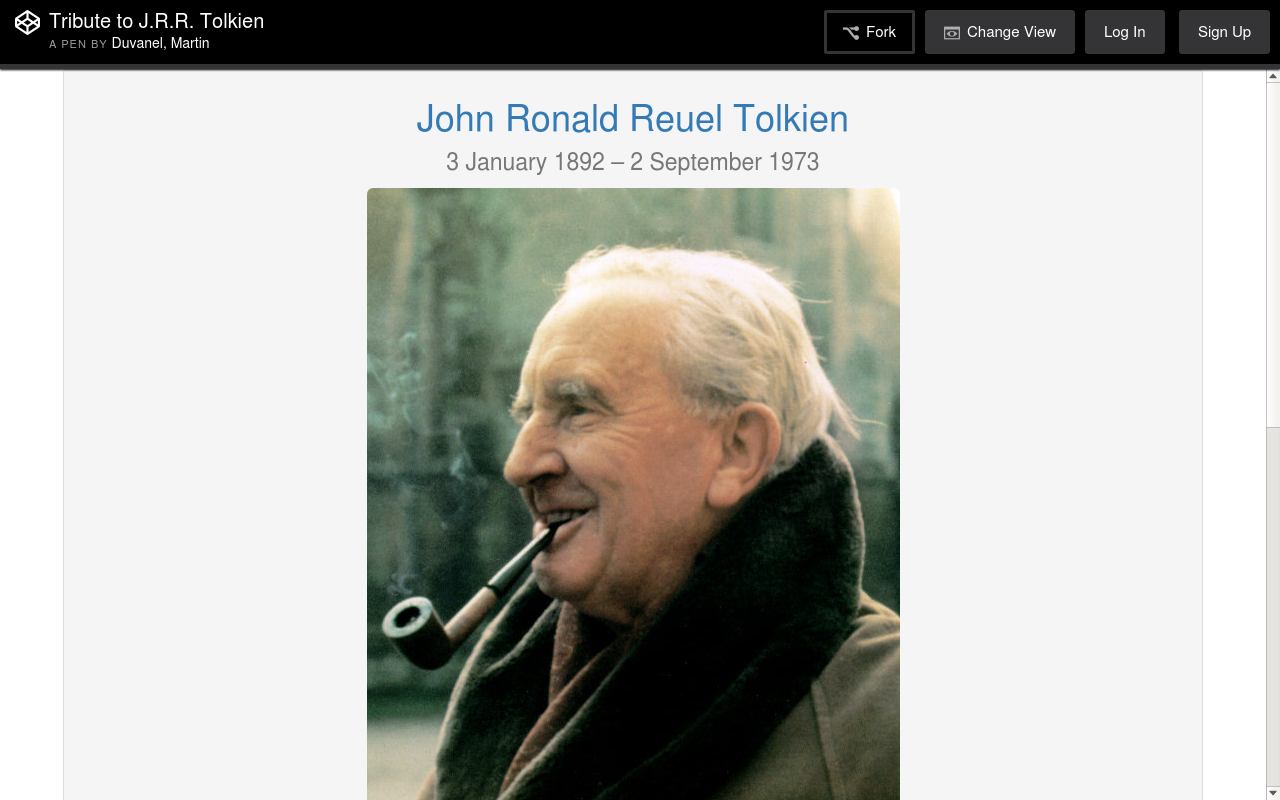 Tribute to J.R.R. Tolkien
A PEN BY Duvanel, Martin
Fork
Change View
Log In
Sign Up
John Ronald Reuel Tolkien
3 January 1892 – 2 September 1973